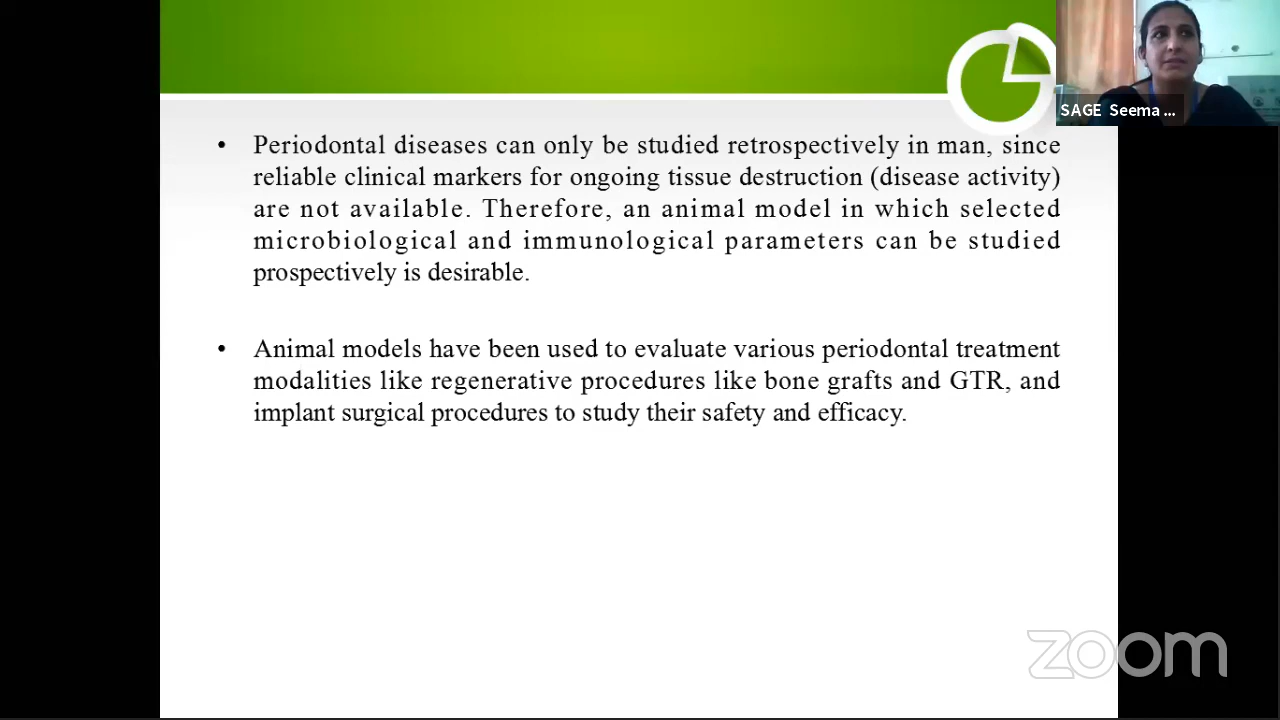 SAGE Seema ...
• Periodontal diseases can only be studied retrospectively in man, since
reliable clinical markers for ongoing tissue destruction (disease activity)
are not available. Therefore, an animal model in which selected
microbiological and immunological parameters can be studied
prospectively is desirable.
• Animal models have been used to evaluate various periodontal treatment
modalities like regenerative procedures like bone grafts and GTR, and
implant surgical procedures to study their safety and efficacy.
zoom